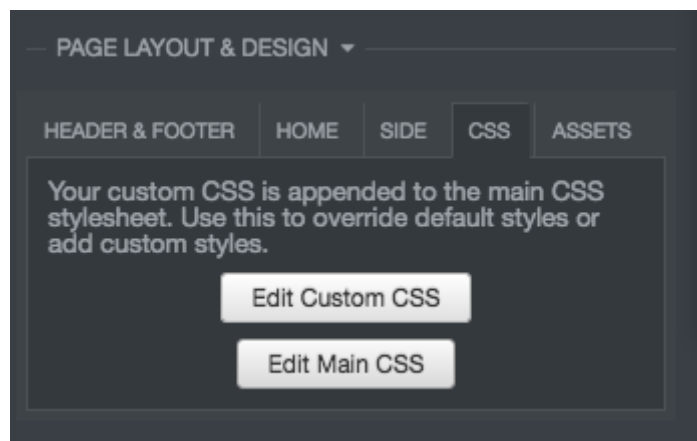 PAGE LAYOUT & DESIGN
HEADER & FOOTER HOME SIDE CSS ASSETS
Your custom CSS is appended to the main CSS
stylesheet. Use this to override default styles or
add custom styles.
Edit Custom CSS
Edit Main CSS